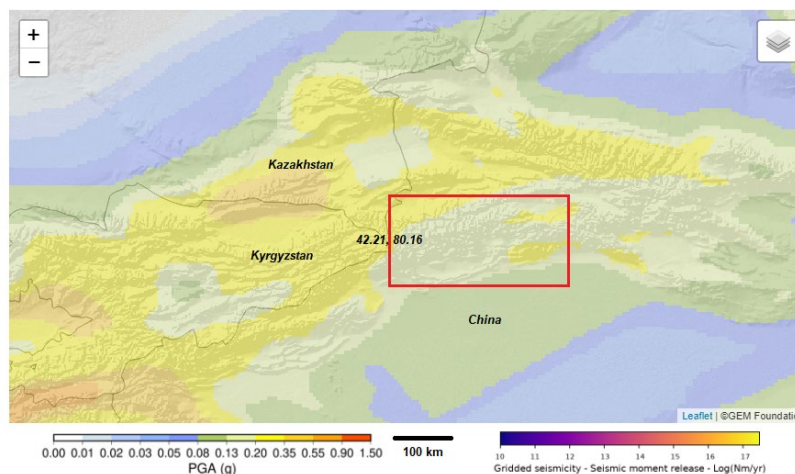 +
−
Kazakhstan
42.21, 80.16
Kyrgyzstan
China
Leaflet | ©GEM Foundatio
0.00 0.01 0.02 0.03 0.05 0.08 0.13 0.20 0.35 0.55 0.90 1.50
PGA (g)
100 km
10 11 12 13 14 15 16 17
Gridded seismicity - Seismic moment release - Log(Nm/yr)